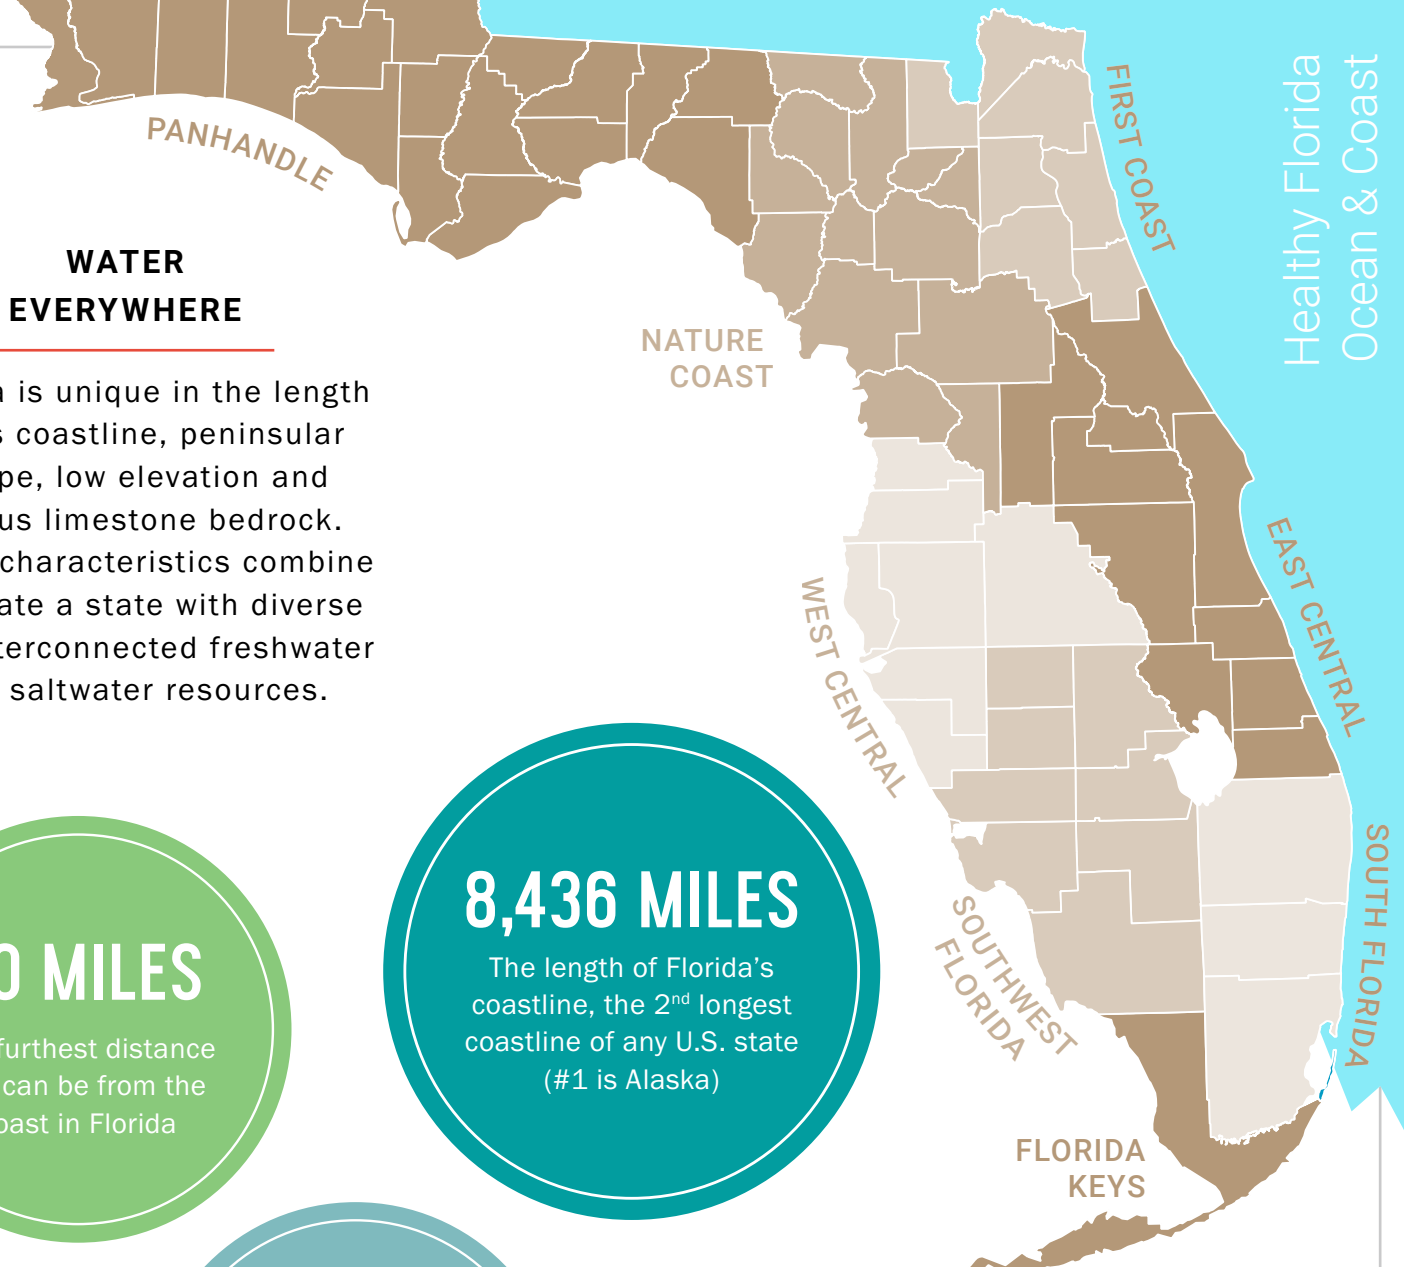 Healthy Florida
Ocean & Coast
PANHANDLE
FIRST COAST
WATER
EVERYWHERE
is unique in the length
coastline, peninsular
low elevation and
limestone bedrock.
characteristics combine
a state with diverse
freshwater
saltwater resources.
NATURE
COAST
WEST CENTRAL
EAST CENTRAL
SOUTHWEST
FLORIDA
SOUTH FLORIDA
FLORIDA
KEYS
8,436 MILES
The length of Florida’s
coastline, the 2nd longest
coastline of any U.S. state
(#1 is Alaska)
MILES
furthest distance
can be from the
in Florida